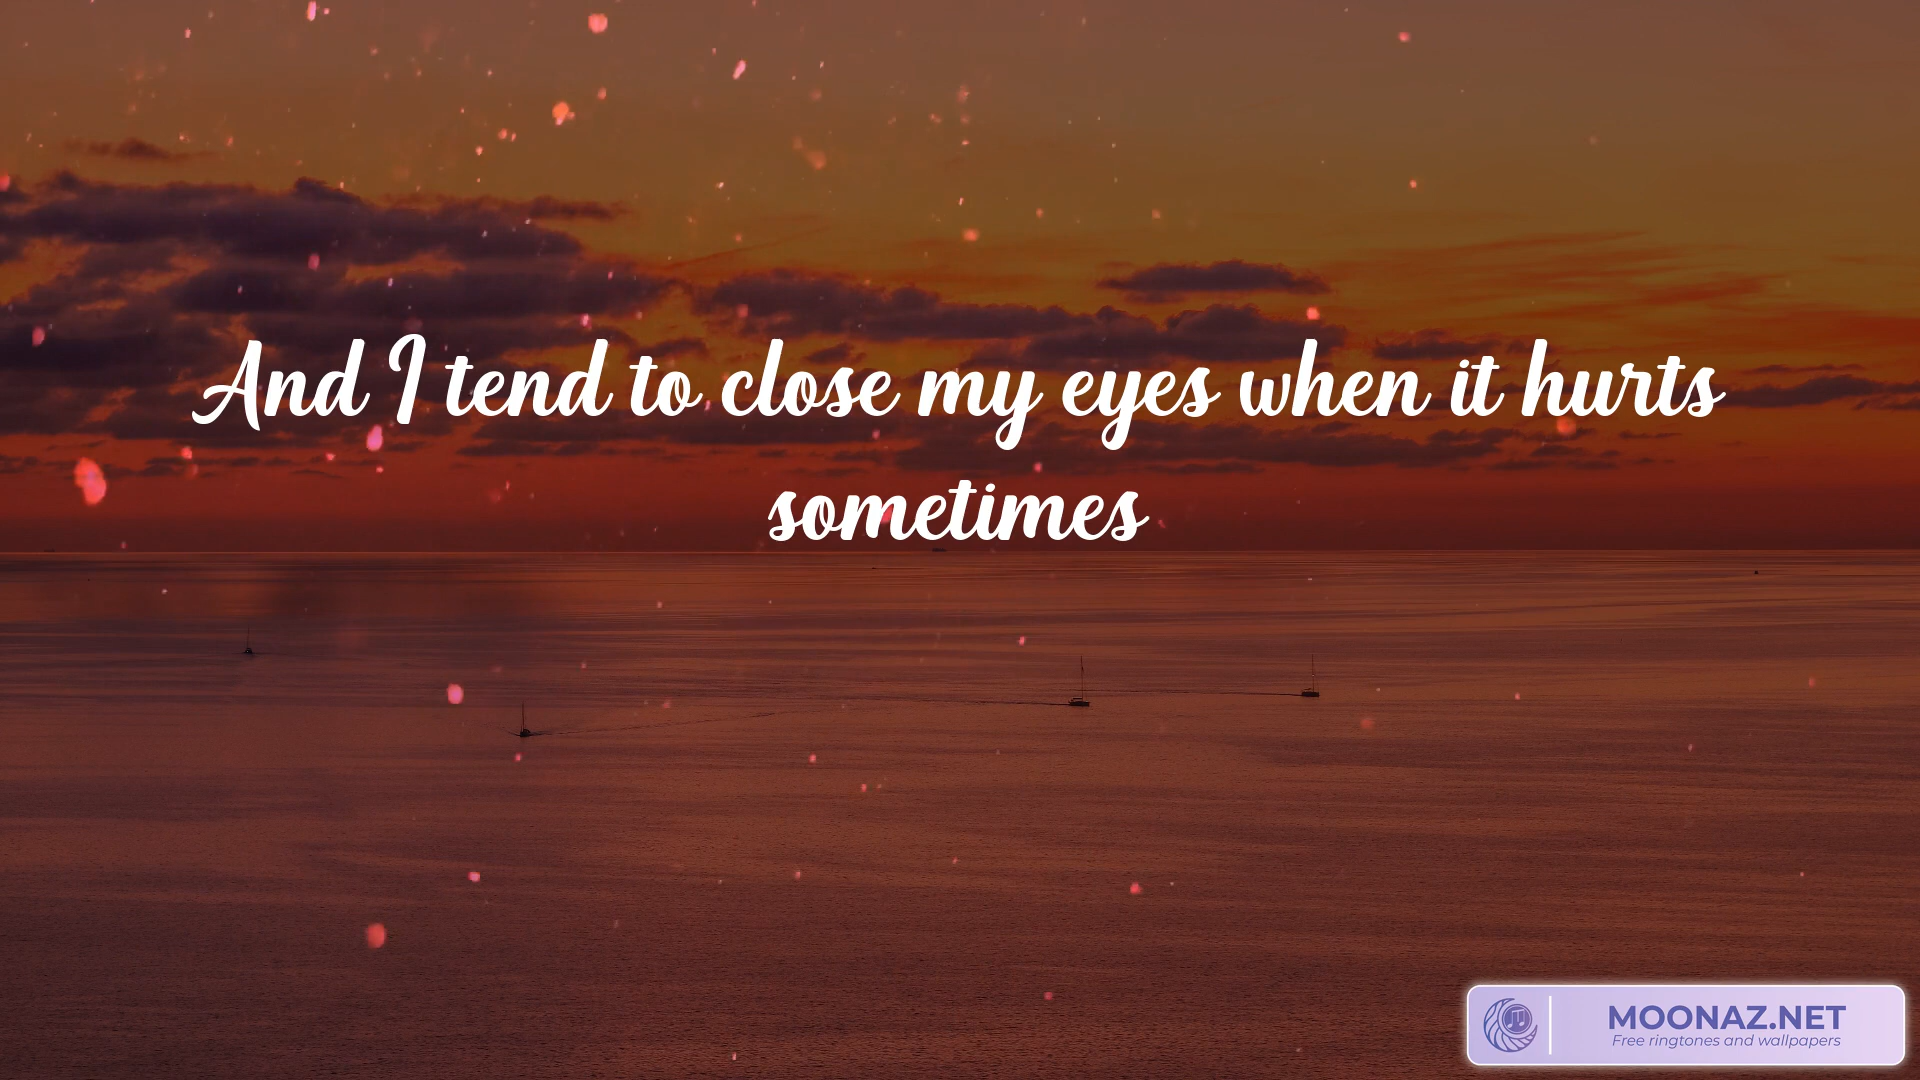 And I tend to close my eyes when it hurts
sometimes
MOONAZ.NET
Free ringtones and wallpapers